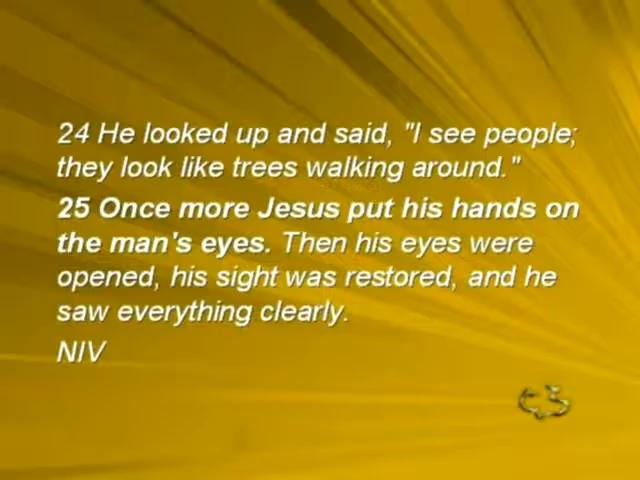 24 He looked up and said, "I see people;
they look like trees walking around."
25 Once more Jesus put his hands on
the man's eyes. Then his eyes were
opened, his sight was restored, and he
saw everything clearly.
NIV